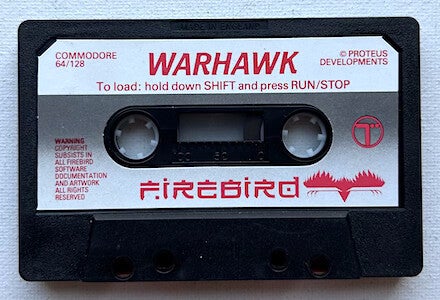 COMMODORE
64/128
WARHAWK
© PROTEUS
DEVELOPMENTS
To load: hold down SHIFT and press RUN/STOP
WARNING
COPYRIGHT
SUBSISTS IN
ALL FIREBIRD
SOFTWARE
DOCUMENTATION
AND ARTWORK
ALL RIGHTS
RESERVED
FIREBIRD